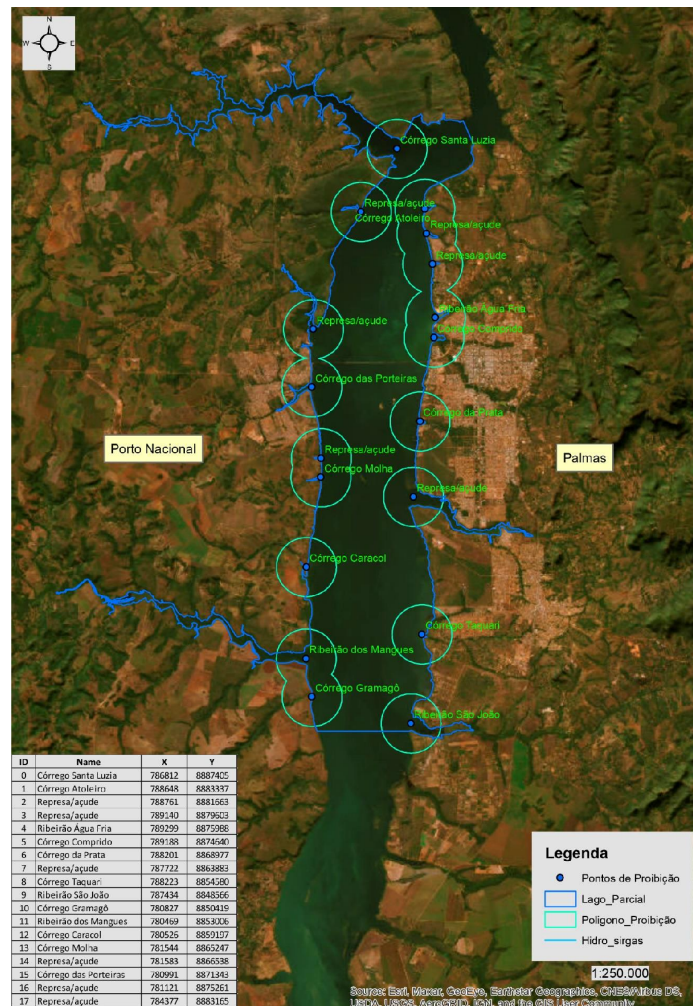 N
W
E
S
Córrego Santa Luzia
Represa/açude
Córrego Atoleiro
Represa/açude
Represa/açude
Ribeirão Água Fria
Córrego Comprido
Represa/açude
Córrego das Porteiras
Córrego da Prata
Porto Nacional
Palmas
Represa/açude
Córrego Molha
Represa/açude
Córrego Caracol
Córrego Taquari
Ribeirão dos Mangues
Córrego Gramagô
Ribeirão São João
ID Name X Y
0 Córrego Santa Luzia 786812 8887405
1 Córrego Atoleiro 788648 8883337
2 Represa/açude 788761 8881663
3 Represa/açude 789140 8879603
4 Ribeirão Água Fria 789299 8875988
5 Córrego Comprido 789188 8874640
6 Córrego da Prata 788201 8868977
7 Represa/açude 787722 8863883
8 Córrego Taquari 788223 8854580
9 Ribeirão São João 787434 8848566
10 Córrego Gramagô 780827 8850419
11 Ribeirão dos Mangues 780469 8853006
12 Córrego Caracol 780526 8859197
13 Córrego Molha 781544 8865247
14 Represa/açude 781583 8866538
15 Córrego das Porteiras 780991 8871343
16 Represa/açude 781121 8875261
17 Represa/açude 784377 8883165
Legenda
Pontos de Proibição
Lago_Parcial
Poligono_Proibição
Hidro_sirgas
1:250.000
Source: Esri, Maxar, GeoEye, Earthstar Geographics, CNES/Airbus DS,
USDA, USGS, AeroGRID, IGN, and the GIS User Community